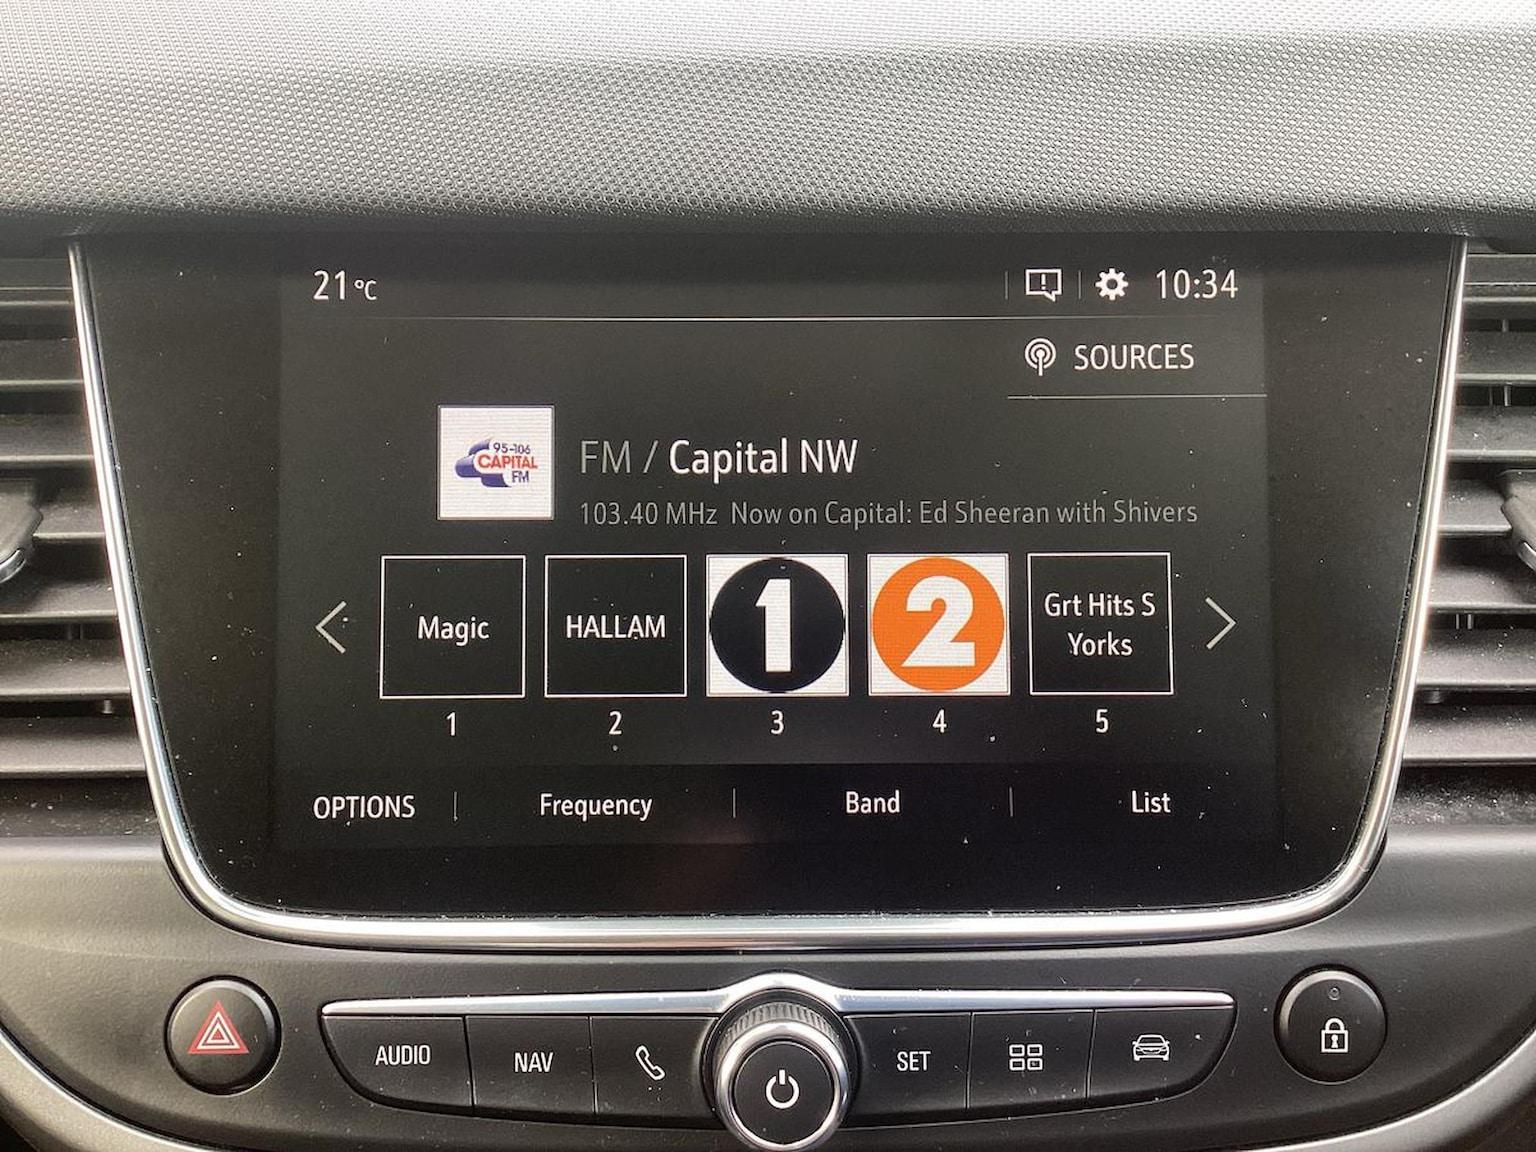 21°C
10:34
SOURCES
95-106
CAPITAL
FM
FM / Capital NW
103.40 MHz Now on Capital: Ed Sheeran with Shivers
Magic
HALLAM
1
2
Grt Hits S
Yorks
1
2
3
4
5
OPTIONS
Frequency
Band
List
AUDIO
NAV
SET